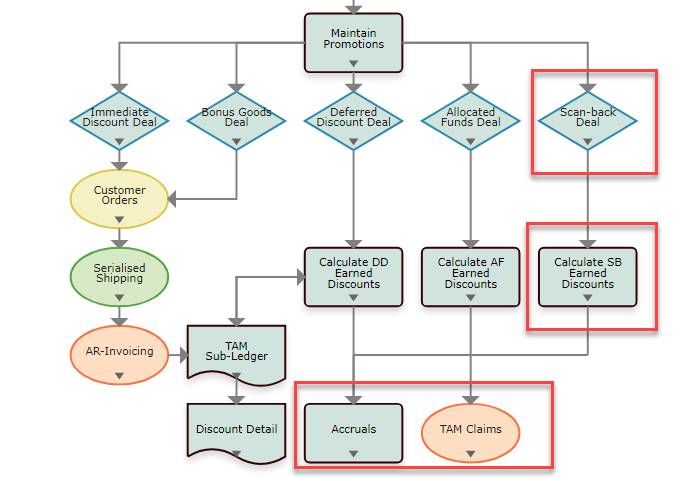 Maintain
Promotions
Immediate
Discount Deal
Bonus Goods
Deal
Deferred
Discount Deal
Allocated
Funds Deal
Scan-back
Deal
Customer
Orders
Serialised
Shipping
Calculate DD
Earned
Discounts
Calculate AF
Earned
Discounts
Calculate SB
Earned
Discounts
AR-Invoicing
TAM
Sub-Ledger
Discount Detail
Accruals
TAM Claims